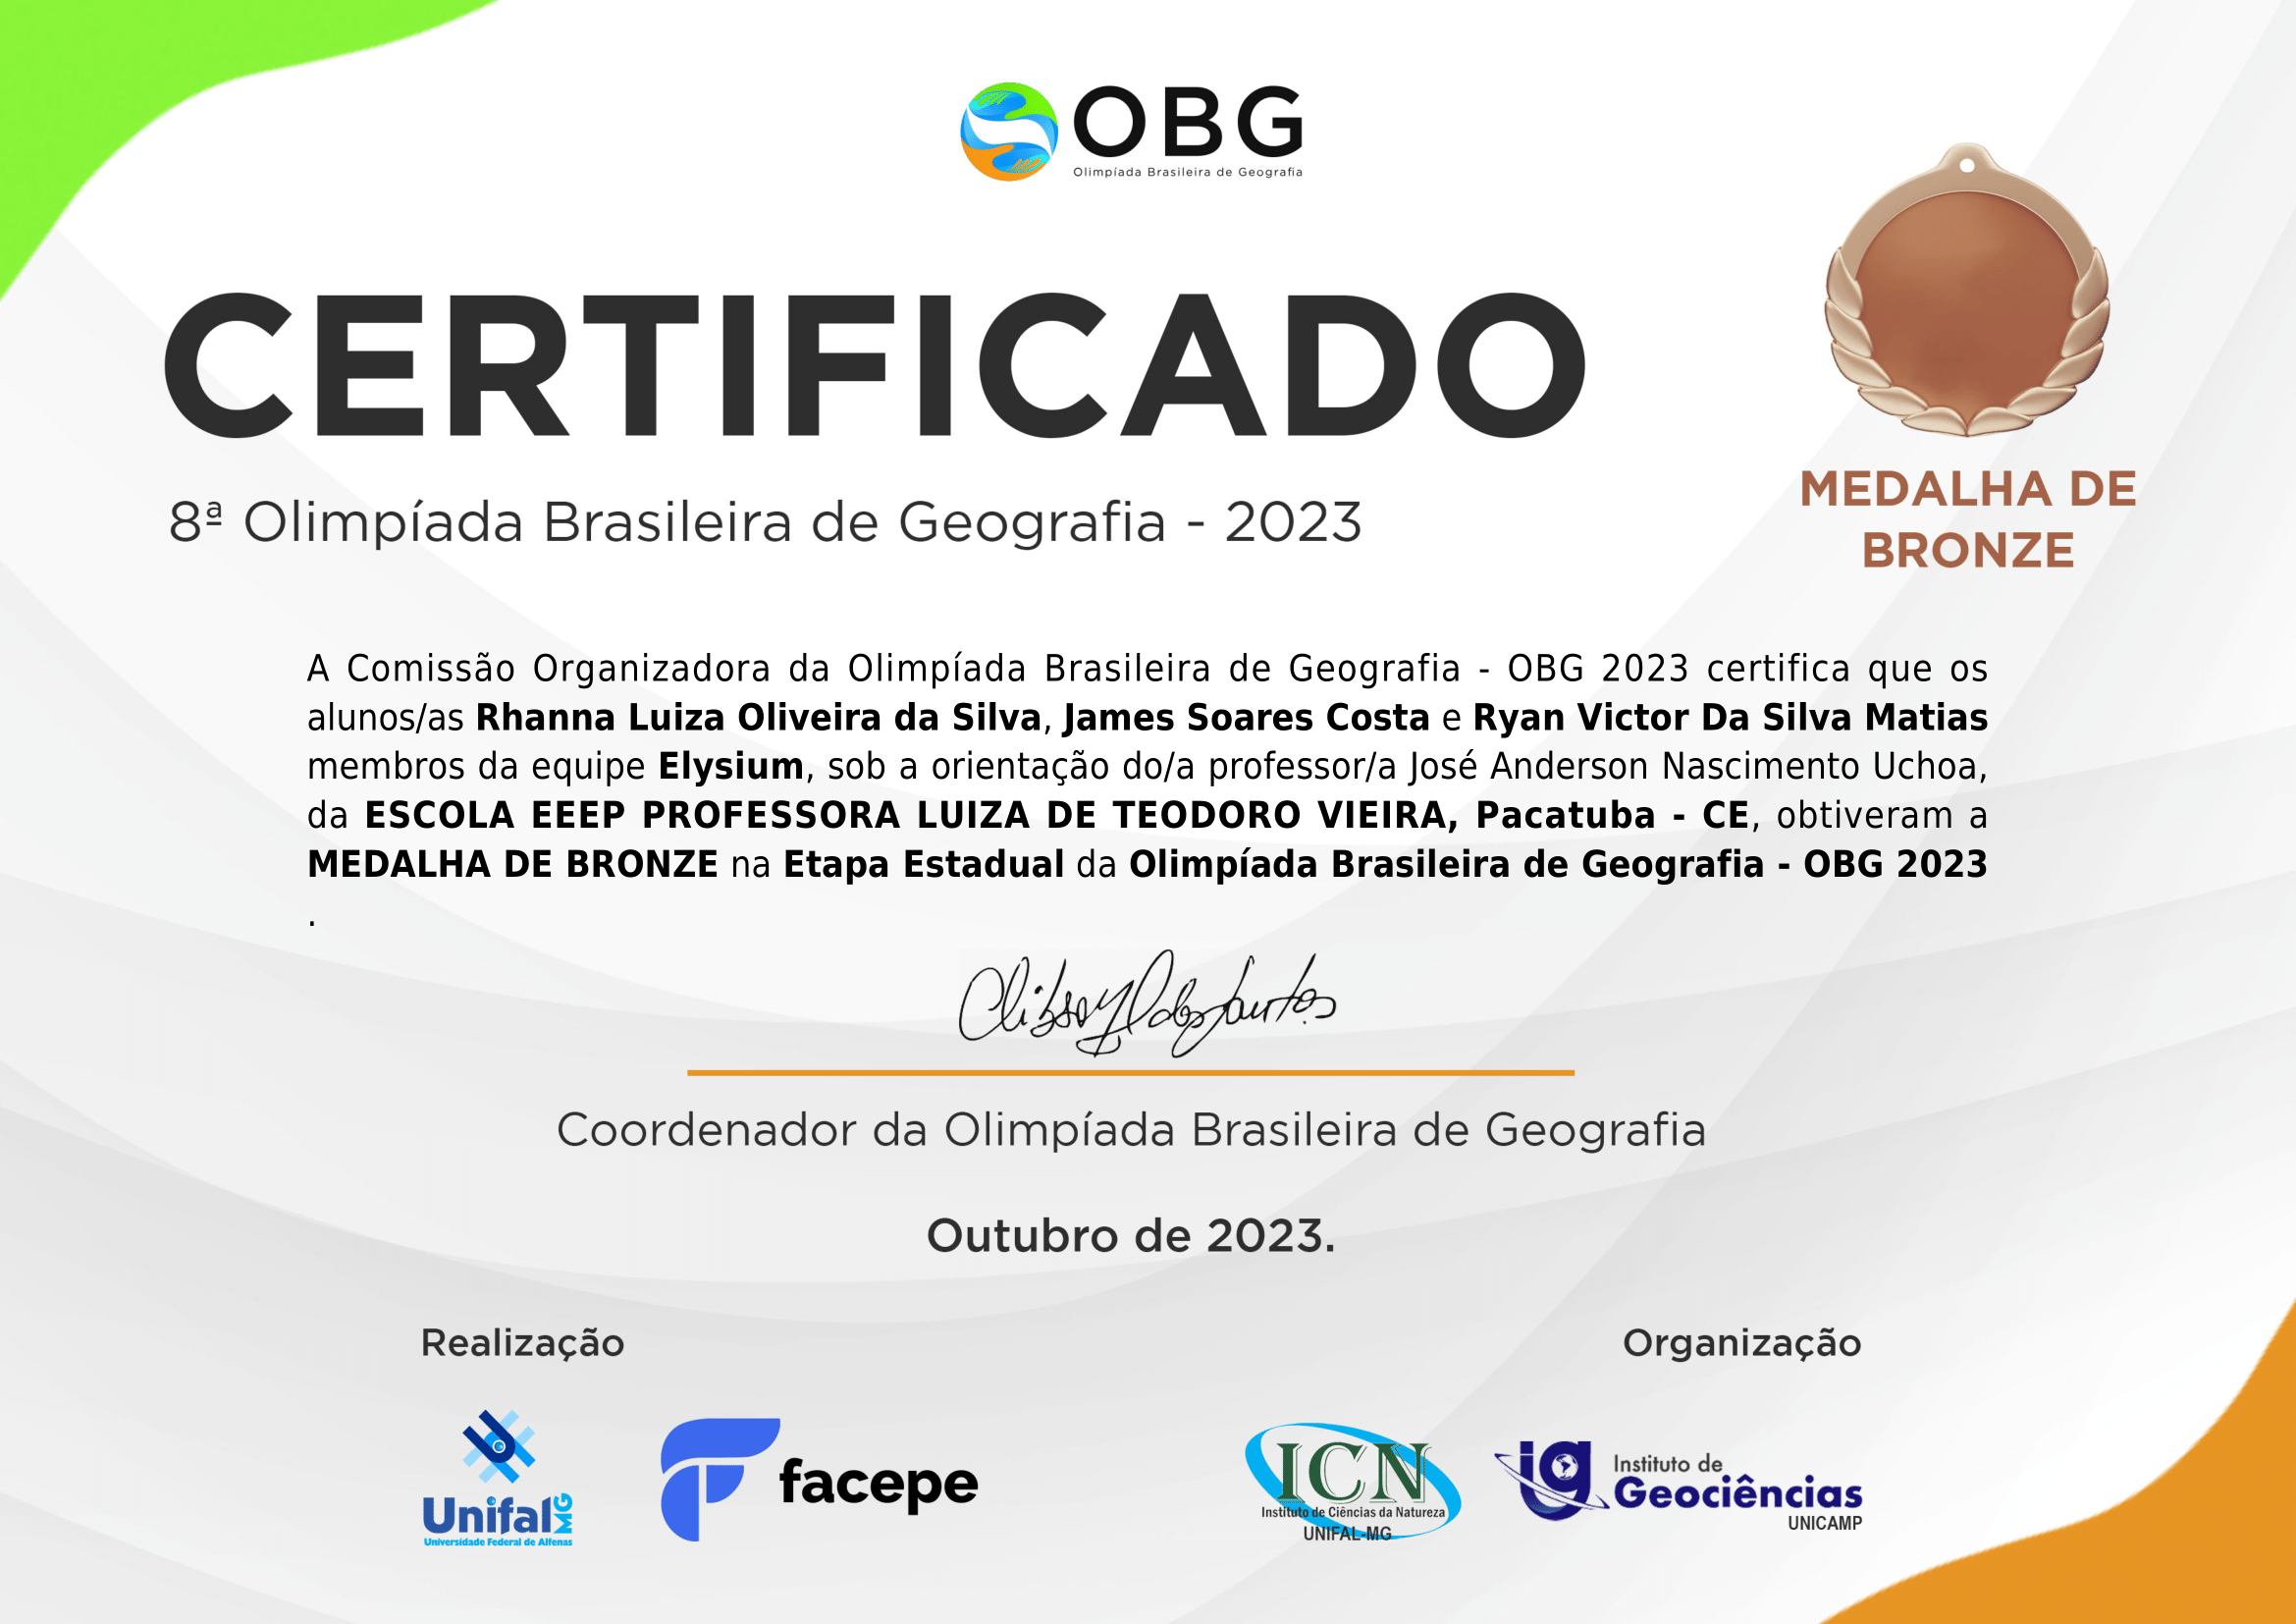 OBG
Olimpíada Brasileira de Geografia
CERTIFICADO
8ª Olimpíada Brasileira de Geografia - 2023
MEDALHA DE
BRONZE
A Comissão Organizadora da Olimpíada Brasileira de Geografia - OBG 2023 certifica que os
alunos/as Rhanna Luiza Oliveira da Silva, James Soares Costa e Ryan Victor Da Silva Matias
membros da equipe Elysium, sob a orientação do/a professor/a José Anderson Nascimento Uchoa,
da ESCOLA EEEP PROFESSORA LUIZA DE TEODORO VIEIRA, Pacatuba - CE, obtiveram a
MEDALHA DE BRONZE na Etapa Estadual da Olimpíada Brasileira de Geografia - OBG 2023
.
Coordenador da Olimpíada Brasileira de Geografia
Outubro de 2023.
Realização
Organização
Unifal MG
Universidade Federal de Alfenas
facepe
ICN
Instituto de Ciências da Natureza
UNIFAL-MG
ig
Instituto de
Geociências
UNICAMP